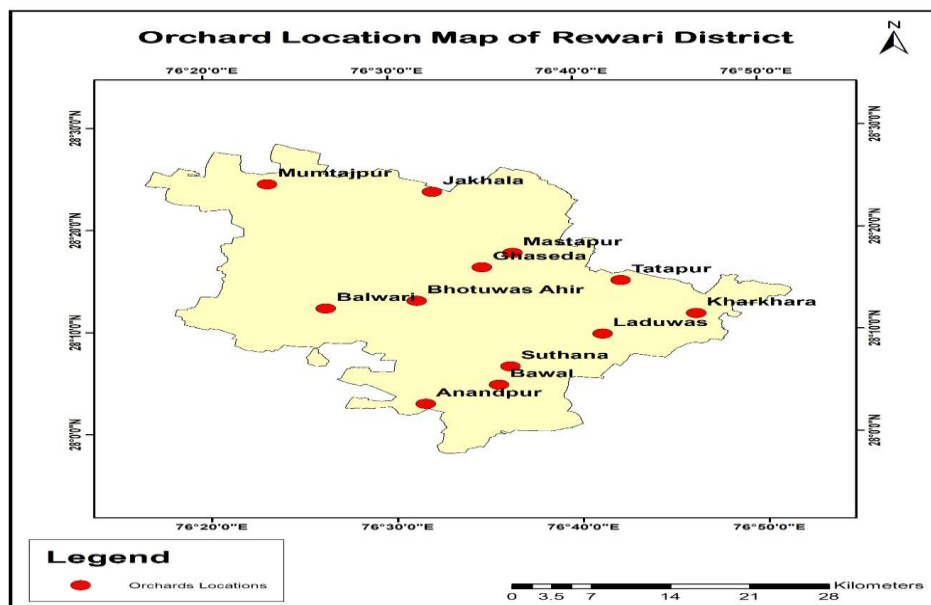 Orchard Location Map of Rewari District
N
76°20'0"E 76°30'0"E 76°40'0"E 76°50'0"E
28°30'0"N
28°30'0"N
Mumtajpur
Jakhala
28°20'0"N
28°20'0"N
Mastapur
Ghaseda
Tatapur
Bhotuwas Ahir
Balwari
Kharkhara
Laduwas
28°10'0"N
28°10'0"N
Suthana
Bawal
Anandpur
28°0'0"N
28°0'0"N
76°20'0"E 76°30'0"E 76°40'0"E 76°50'0"E
Legend
Orchards Locations
Kilometers
0 3.5 7 14 21 28